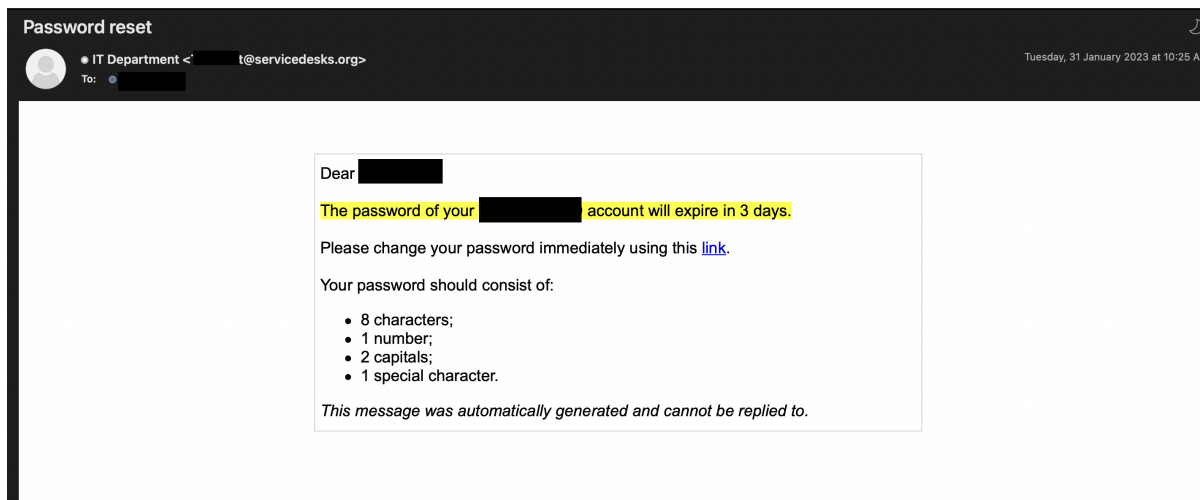 Password reset
IT Department < t@servicedesks.org>
Tuesday, 31 January 2023 at 10:25
To:
Dear
The password of your account will expire in 3 days.
Please change your password immediately using this link.
Your password should consist of:
• 8 characters;
• 1 number;
• 2 capitals;
• 1 special character.
This message was automatically generated and cannot be replied to.